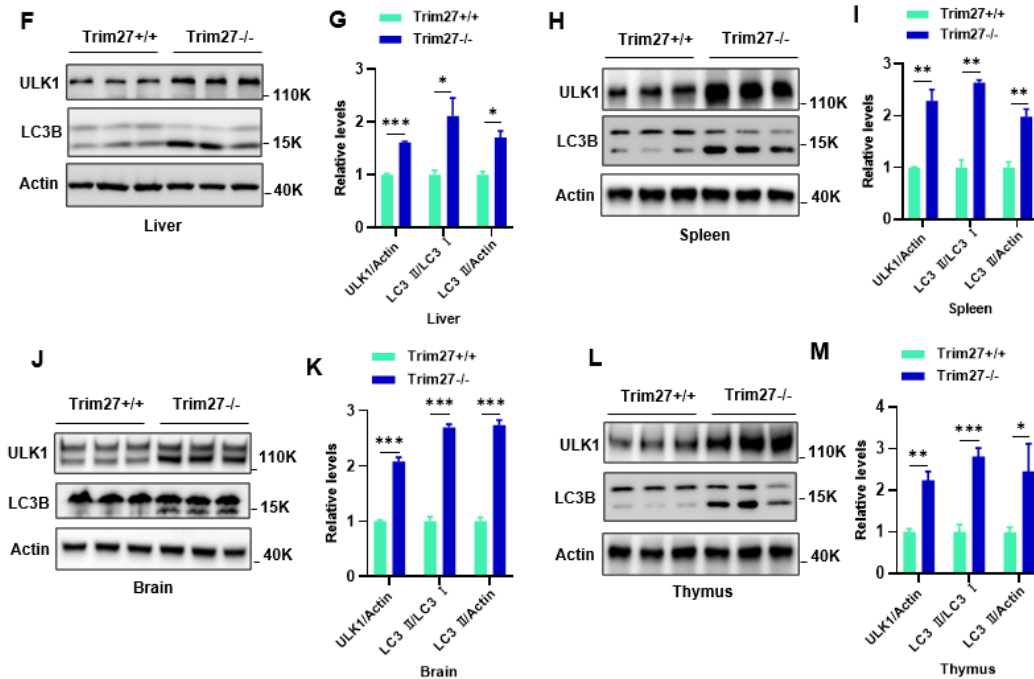 F
Trim27+/+ Trim27-/-
ULK1
110K
LC3B
15K
Actin
40K
Liver
G
Trim27+/+
Trim27-/-
Relative levels
3
2
1
0
***
*
*
ULK1/Actin
LC3 Ⅱ/LC3 Ⅰ
LC3 Ⅱ/Actin
Liver
H
Trim27+/+ Trim27-/-
ULK1
110K
LC3B
15K
Actin
40K
Spleen
I
Trim27+/+
Trim27-/-
Relative levels
3
2
1
0
**
**
**
ULK1/Actin
LC3 Ⅱ/LC3 Ⅰ
LC3 Ⅱ/Actin
Spleen
J
Trim27+/+ Trim27-/-
ULK1
110K
LC3B
15K
Actin
40K
Brain
K
Trim27+/+
Trim27-/-
Relative levels
3
2
1
0
***
***
***
ULK1/Actin
LC3 Ⅱ/LC3 Ⅰ
LC3 Ⅱ/Actin
Brain
L
Trim27+/+ Trim27-/-
ULK1
110K
LC3B
15K
Actin
40K
Thymus
M
Trim27+/+
Trim27-/-
Relative levels
4
3
2
1
0
**
***
*
ULK1/Actin
LC3 Ⅱ/LC3 Ⅰ
LC3 Ⅱ/Actin
Thymus